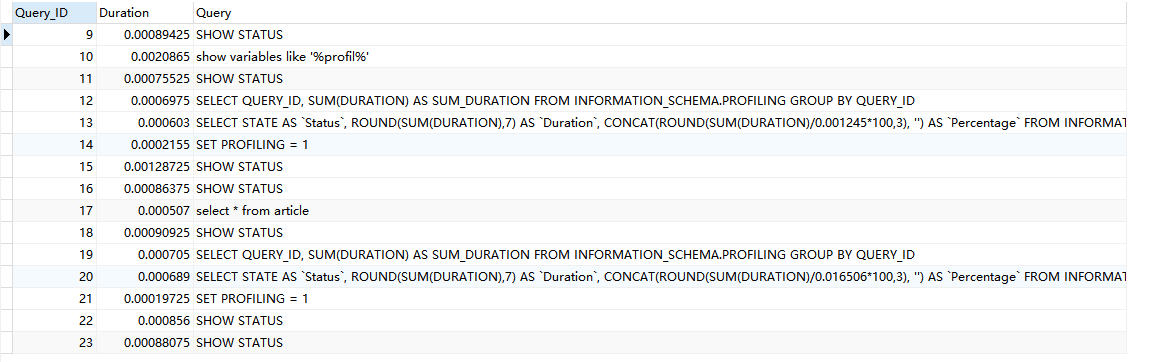 Query_ID Duration Query
9 0.00089425 SHOW STATUS
10 0.0020865 show variables like '%profil%'
11 0.00075525 SHOW STATUS
12 0.0006975 SELECT QUERY_ID, SUM(DURATION) AS SUM_DURATION FROM INFORMATION_SCHEMA.PROFILING GROUP BY QUERY_ID
13 0.000603 SELECT STATE AS `Status`, ROUND(SUM(DURATION),7) AS `Duration`, CONCAT(ROUND(SUM(DURATION)/0.001245*100,3), '') AS `Percentage` FROM INFORMAT
14 0.0002155 SET PROFILING = 1
15 0.00128725 SHOW STATUS
16 0.00086375 SHOW STATUS
17 0.000507 select * from article
18 0.00090925 SHOW STATUS
19 0.000705 SELECT QUERY_ID, SUM(DURATION) AS SUM_DURATION FROM INFORMATION_SCHEMA.PROFILING GROUP BY QUERY_ID
20 0.000689 SELECT STATE AS `Status`, ROUND(SUM(DURATION),7) AS `Duration`, CONCAT(ROUND(SUM(DURATION)/0.016506*100,3), '') AS `Percentage` FROM INFORMAT
21 0.00019725 SET PROFILING = 1
22 0.000856 SHOW STATUS
23 0.00088075 SHOW STATUS